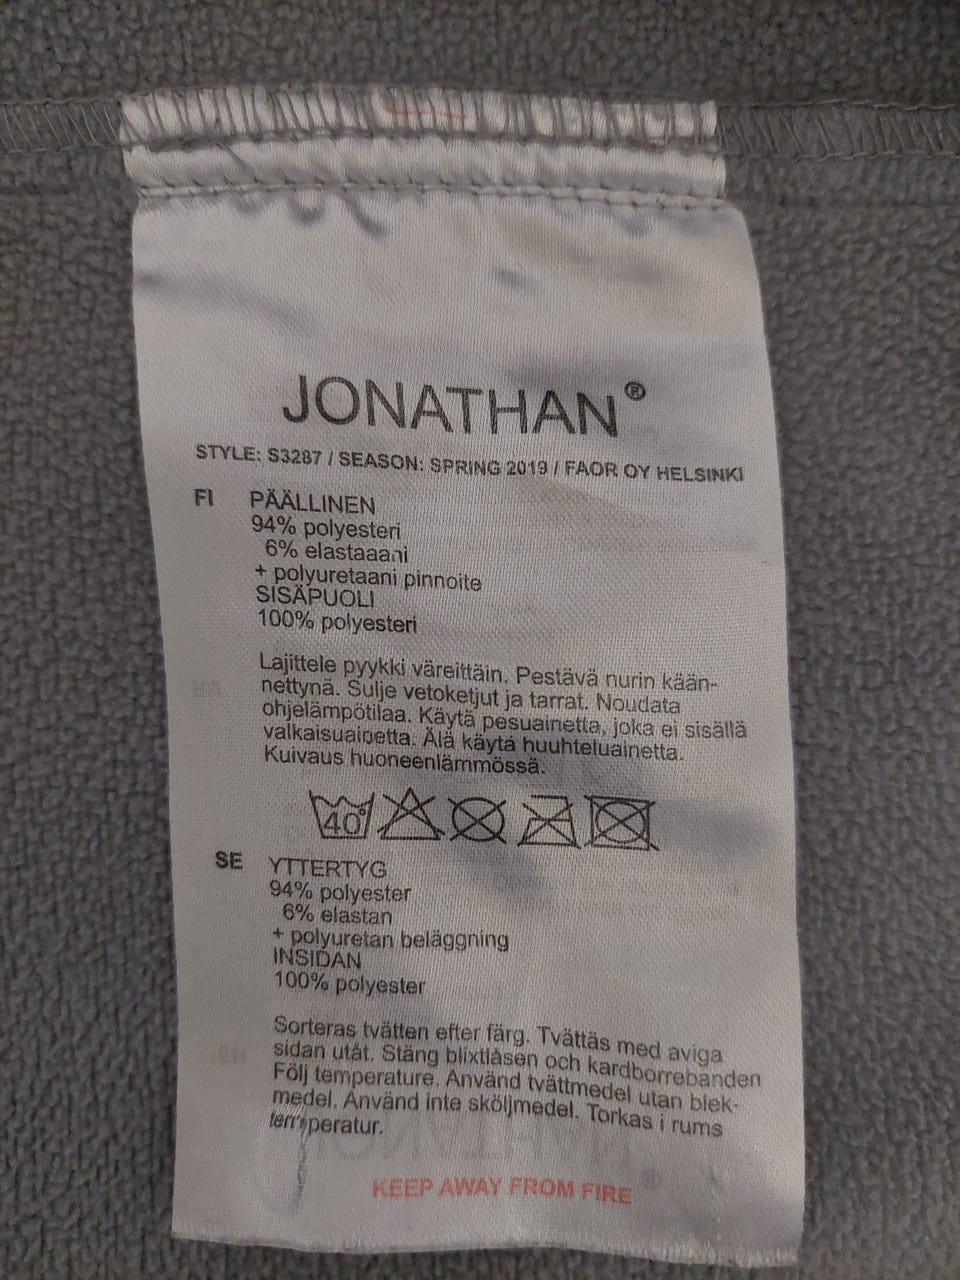 JONATHAN®
STYLE: S3287 / SEASON: SPRING 2019 / FAOR OY HELSINKI
FI PÄÄLLINEN
94% polyesteri
6% elastaaani
+ polyuretaani pinnoite
SISÄPUOLI
100% polyesteri
Lajittele pyykki väreittäin. Pestävä nurin kään-
nettynä. Sulje vetoketjut ja tarrat. Noudata
ohjelämpötilaa. Käytä pesuainetta, joka ei sisällä
valkaisuainetta. Älä käytä huuhteluainetta.
Kuivaus huoneenlämmössä.
40°
SE YTTERTYG
94% polyester
6% elastan
+ polyuretan beläggning
INSIDAN
100% polyester
Sorteras tvätten efter färg. Tvättäs med aviga
sidan utåt. Stäng blixtlåsen och kardborrebanden
Följ temperature. Använd tvättmedel utan blek-
medel. Använd inte sköljmedel. Torkas i rums
temperatur.
KEEP AWAY FROM FIRE